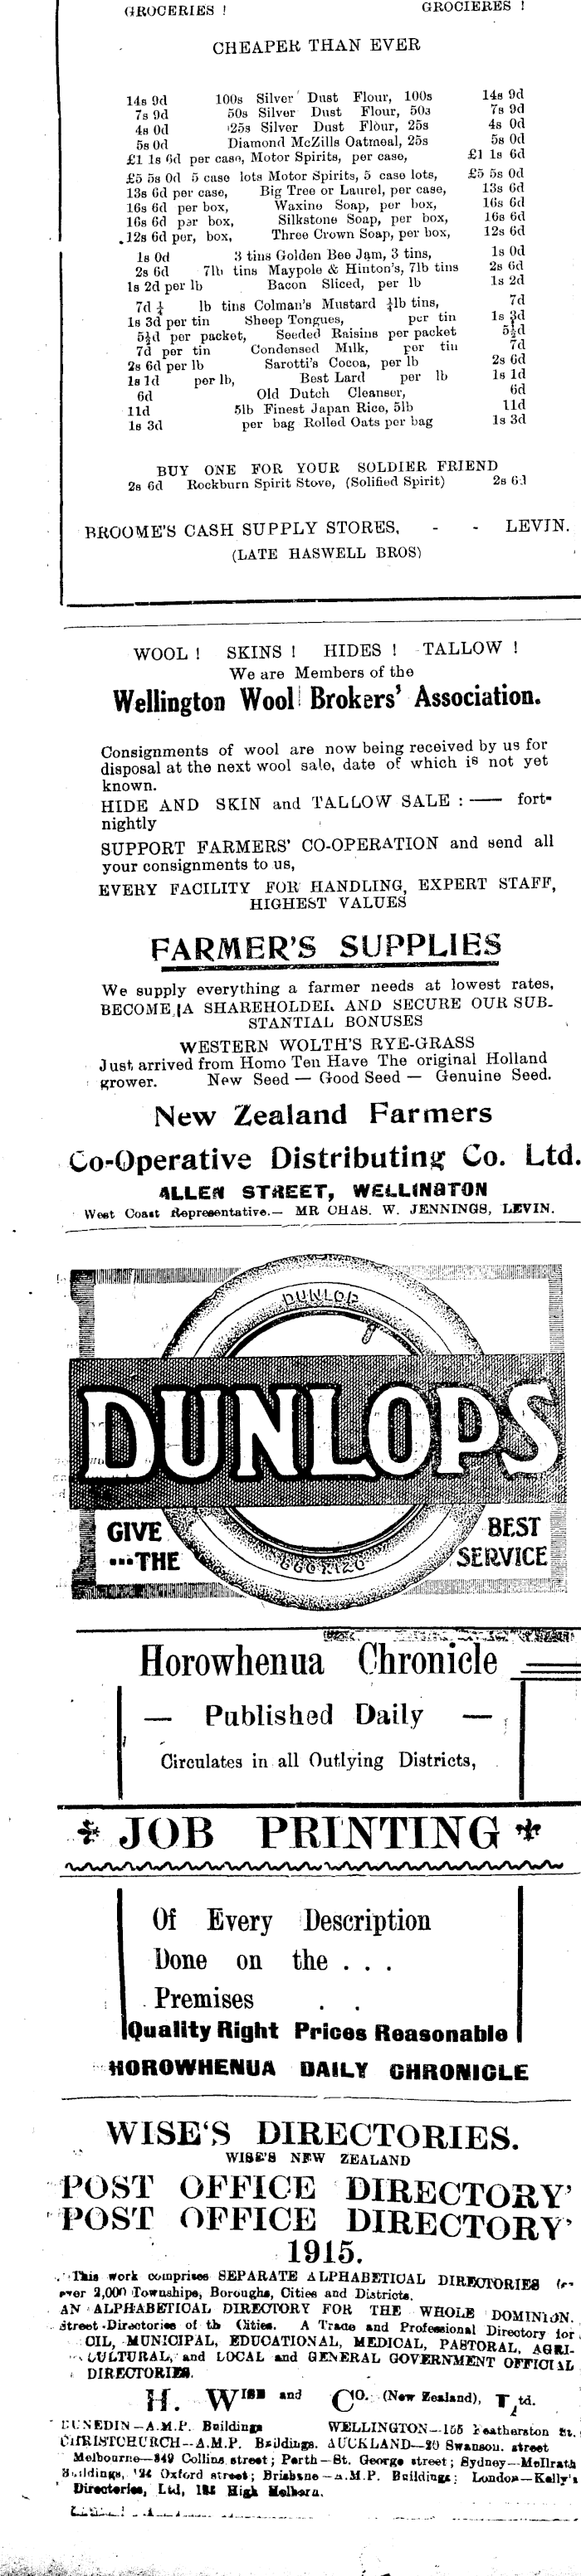 GROCERIES ! GROCIERES !
CHEAPER THAN EVER
14s 9d 100s Silver Dust Flour, 100s 14s 9d
7s 9d 50s Silver Dust Flour, 50s 7s 9d
4s 0d 25s Silver Dust Flour, 25s 4s 0d
5s 0d Diamond McZills Oatmeal, 25s 5s 0d
£1 1s 6d per case, Motor Spirits, per case, £1 1s 6d
£5 5s 0d 5 case lots Motor Spirits, 5 case lots, £5 5s 0d
13s 6d per case, Big Tree or Laurel, per case, 13s 6d
16s 6d per box, Waxine Soap, per box, 16s 6d
16s 6d par box, Silkstone Soap, per box, 16s 6d
12s 6d per, box, Three Crown Soap, per box, 12s 6d
1s 0d 3 tins Golden Bee Jam, 3 tins, 1s 0d
2s 6d 7lb tins Maypole & Hinton's, 7lb tins 2s 6d
1s 2d per lb Bacon Sliced, per lb 1s 2d
7d ¼ lb tins Colman's Mustard ¼lb tins, 7d
1s 3d per tin Sheep Tongues, per tin 1s 3d
5½d per packet, Seeded Raisins per packet 5½d
7d per tin Condensed Milk, per tin 7d
2s 6d per lb Sarotti's Cocoa, per lb 2s 6d
1s 1d per lb, Best Lard per lb 1s 1d
6d Old Dutch Cleanser, 6d
11d 5lb Finest Japan Rice, 5lb 11d
1s 3d per bag Rolled Oats per bag 1s 3d
BUY ONE FOR YOUR SOLDIER FRIEND
2s 6d Rockburn Spirit Stove, (Solified Spirit) 2s 6d
BROOME'S CASH SUPPLY STORES, - - LEVIN.
(LATE HASWELL BROS)
WOOL ! SKINS ! HIDES ! TALLOW !
We are Members of the
Wellington Wool Brokers' Association.
Consignments of wool are now being received by us for
disposal at the next wool sale, date of which is not yet
known.
HIDE AND SKIN and TALLOW SALE : —— fort-
nightly
SUPPORT FARMERS' CO-OPERATION and send all
your consignments to us,
EVERY FACILITY FOR HANDLING, EXPERT STAFF,
HIGHEST VALUES
FARMER'S SUPPLIES
We supply everything a farmer needs at lowest rates,
BECOME A SHAREHOLDER AND SECURE OUR SUB-
STANTIAL BONUSES
WESTERN WOLTH'S RYE-GRASS
Just arrived from Homo Ten Have The original Holland
grower. New Seed — Good Seed — Genuine Seed.
New Zealand Farmers
Co-Operative Distributing Co. Ltd.
ALLEN STREET, WELLINGTON
West Coast Representative.— MR CHAS. W. JENNINGS, LEVIN.
DUNLOP
DUNLOPS
GIVE BEST
...THE SERVICE
Horowhenua Chronicle
— Published Daily —
Circulates in all Outlying Districts,
JOB PRINTING
Of Every Description
Done on the . . .
Premises . .
Quality Right Prices Reasonable
HOROWHENUA DAILY CHRONICLE
WISE'S DIRECTORIES.
WISE'S NEW ZEALAND
POST OFFICE DIRECTORY'
POST OFFICE DIRECTORY'
1915.
This work comprises SEPARATE ALPHABETICAL DIRECTORIES for
over 2,000 Townships, Boroughs, Cities and Districts.
AN ALPHABETICAL DIRECTORY FOR THE WHOLE DOMINION.
Street Directories of th Cities. A Trade and Professional Directory for
OIL, MUNICIPAL, EDUCATIONAL, MEDICAL, PASTORAL, AGRI-
CULTURAL, and LOCAL and GENERAL GOVERNMENT OFFICIAL
DIRECTORIES.
H. WISE and CO. (New Zealand), Ltd.
DUNEDIN—A.M.P. Buildings WELLINGTON—155 Featherston St.
CHRISTCHURCH—A.M.P. Buildings. AUCKLAND—20 Swanson. street
Melbourne—349 Collins street; Perth—St. George street; Sydney—Mellrath
Buildings, 124 Oxford street; Brisbane—A.M.P. Buildings; London—Kelly's
Directories, Ltd, 182 High Holborn.